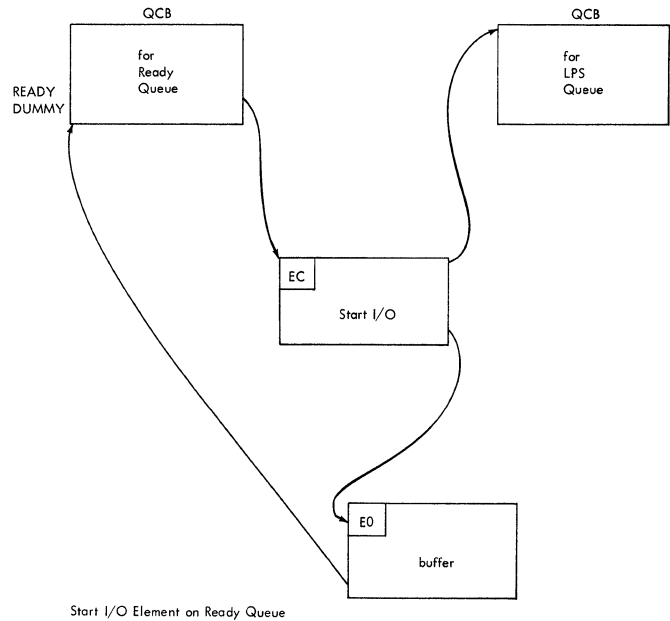 QCB
for
Ready
Queue
READY
DUMMY
QCB
for
LPS
Queue
EC
Start I/O
E0
buffer
Start I/O Element on Ready Queue